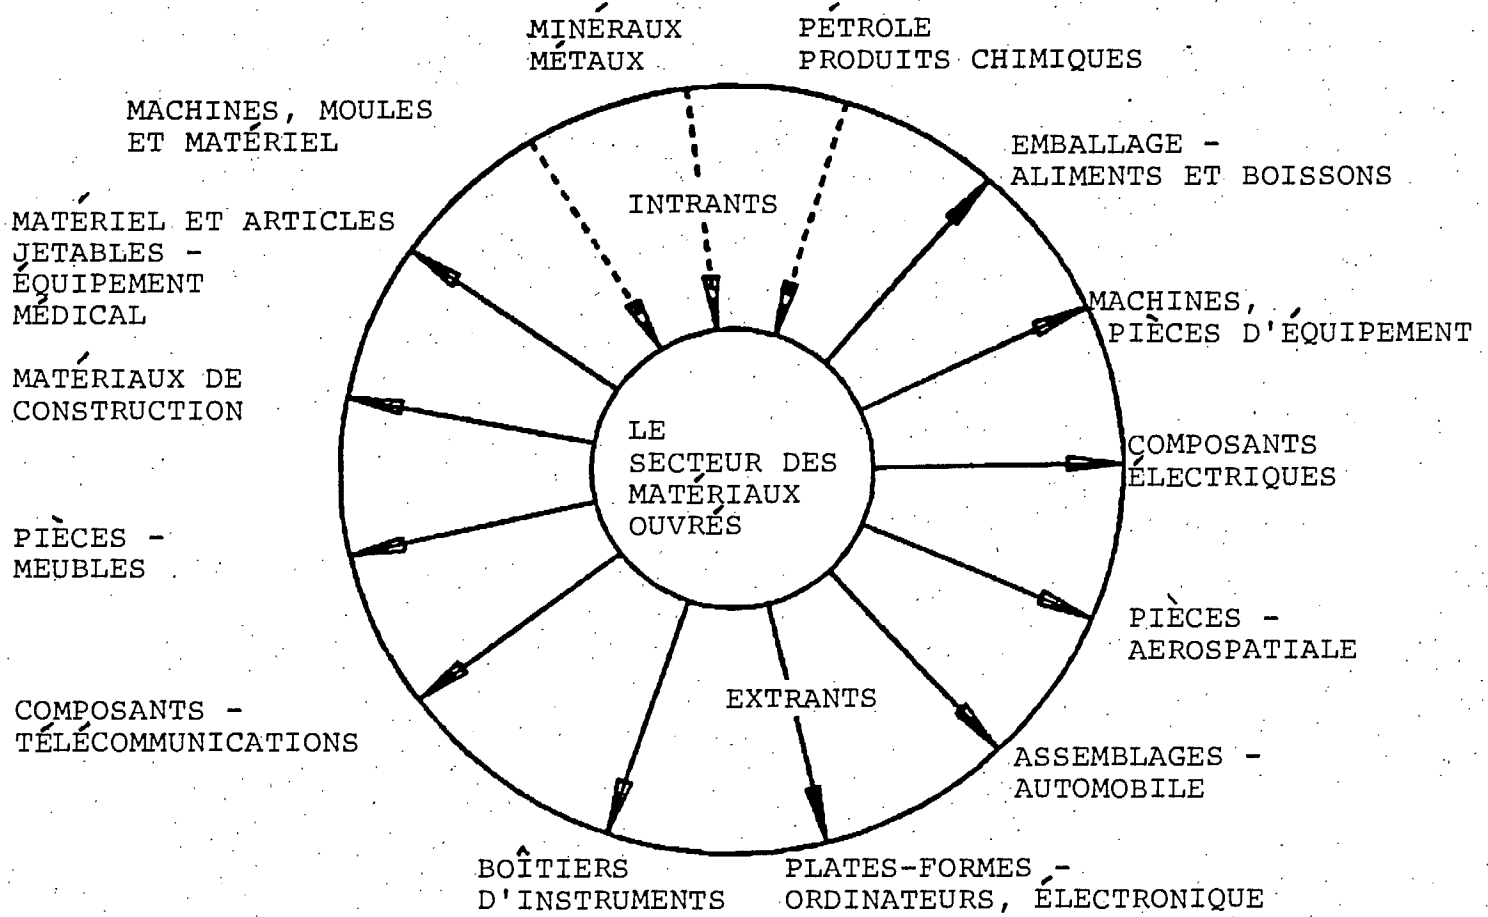 MINÉRAUX
MÉTAUX
PÉTROLE
PRODUITS CHIMIQUES
MACHINES, MOULES
ET MATÉRIEL
EMBALLAGE -
ALIMENTS ET BOISSONS
INTRANTS
MATÉRIEL ET ARTICLES
JETABLES -
ÉQUIPEMENT
MÉDICAL
MACHINES,
PIÈCES D'ÉQUIPEMENT
MATÉRIAUX DE
CONSTRUCTION
LE
SECTEUR DES
MATÉRIAUX
OUVRÉS
COMPOSANTS
ÉLECTRIQUES
PIÈCES -
MEUBLES
PIÈCES -
AEROSPATIALE
COMPOSANTS -
TÉLÉCOMMUNICATIONS
EXTRANTS
ASSEMBLAGES -
AUTOMOBILE
BOÎTIERS
D'INSTRUMENTS
PLATES-FORMES -
ORDINATEURS, ÉLECTRONIQUE